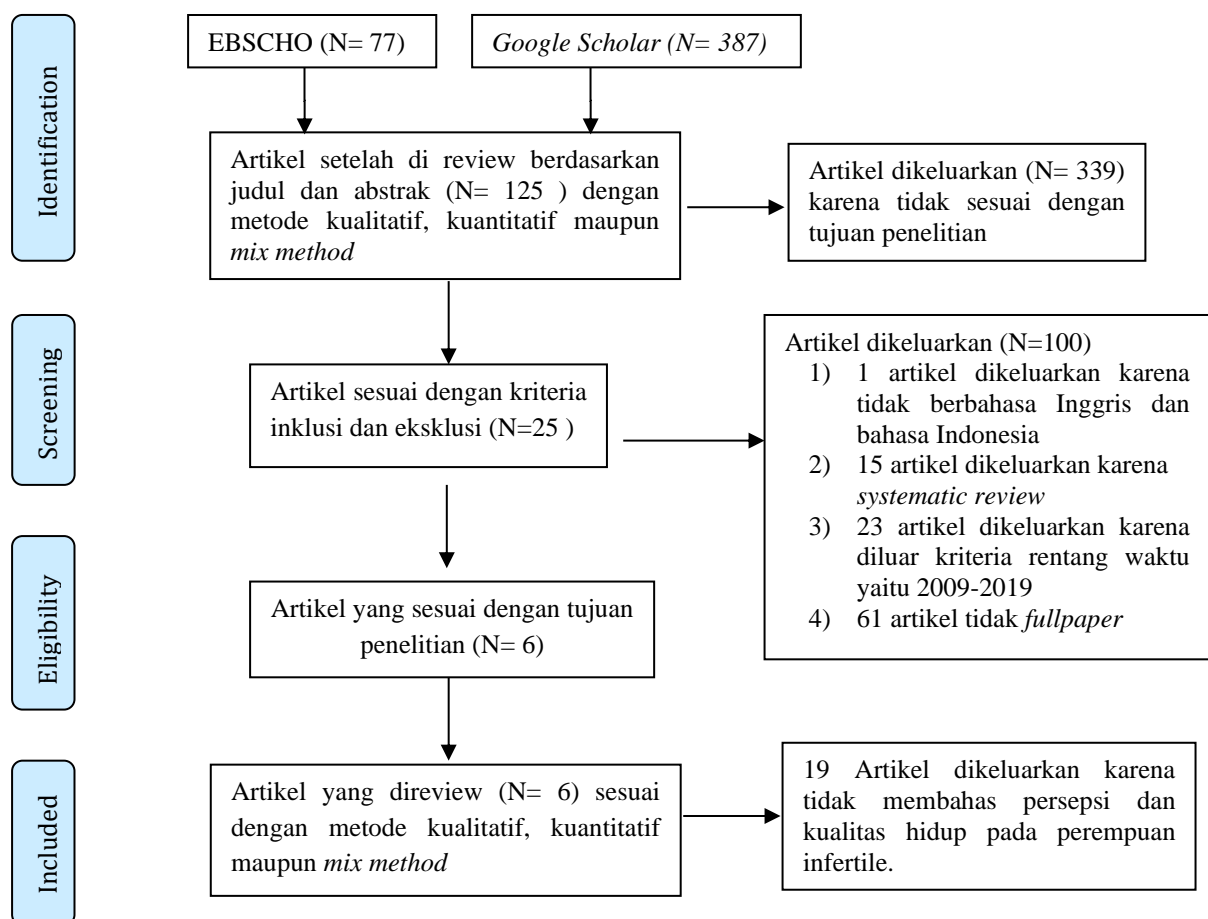 Identification
EBSCHO (N= 77)
Google Scholar (N= 387)
Artikel setelah di review berdasarkan
judul dan abstrak (N= 125 ) dengan
metode kualitatif, kuantitatif maupun
mix method
Artikel dikeluarkan (N= 339)
karena tidak sesuai dengan
tujuan penelitian
Screening
Artikel sesuai dengan kriteria
inklusi dan eksklusi (N=25 )
Artikel dikeluarkan (N=100)
1) 1 artikel dikeluarkan karena
tidak berbahasa Inggris dan
bahasa Indonesia
2) 15 artikel dikeluarkan karena
systematic review
3) 23 artikel dikeluarkan karena
diluar kriteria rentang waktu
yaitu 2009-2019
4) 61 artikel tidak fullpaper
Eligibility
Artikel yang sesuai dengan tujuan
penelitian (N= 6)
Included
Artikel yang direview (N= 6) sesuai
dengan metode kualitatif, kuantitatif
maupun mix method
19 Artikel dikeluarkan karena
tidak membahas persepsi dan
kualitas hidup pada perempuan
infertile.